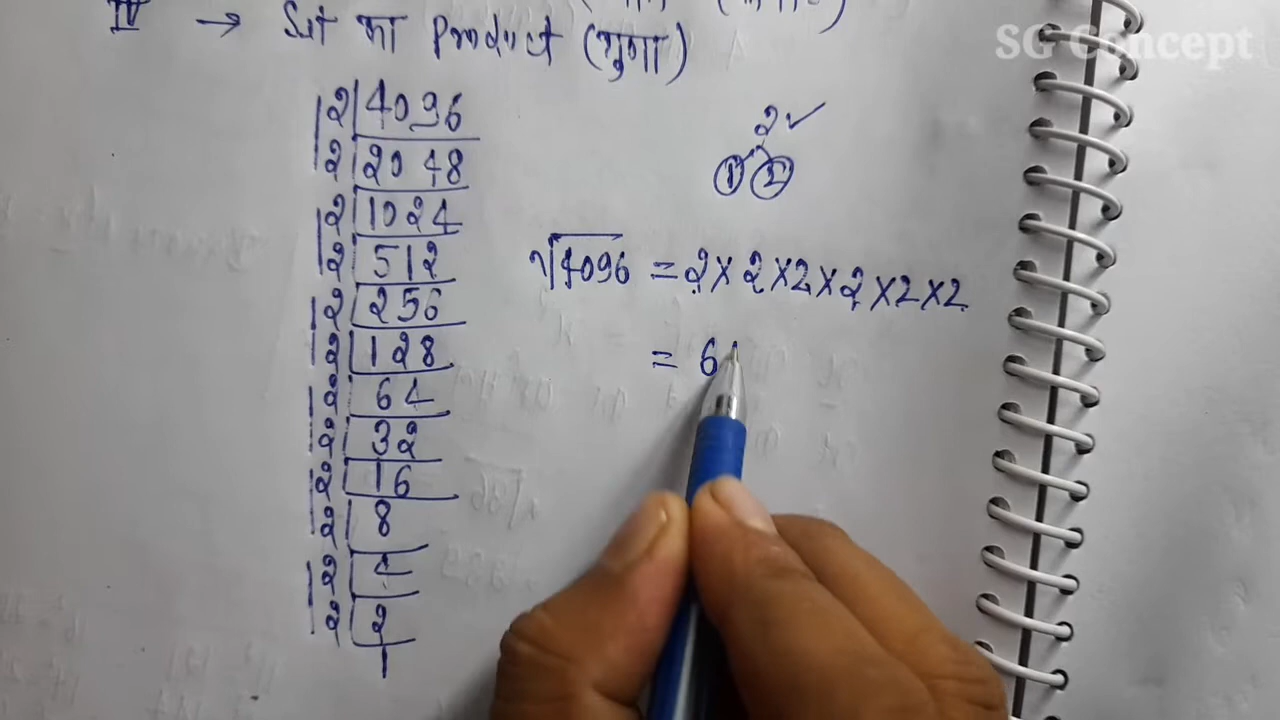 IV → Set का Product (गुणा)
SG Concept
2 | 4096
2 | 2048
2 | 1024
2 | 512
2 | 256
2 | 128
2 | 64
2 | 32
2 | 16
2 | 8
2 | 4
2 | 2
1
2 ✓
1 2
√4096 = 2×2×2×2×2×2
= 6